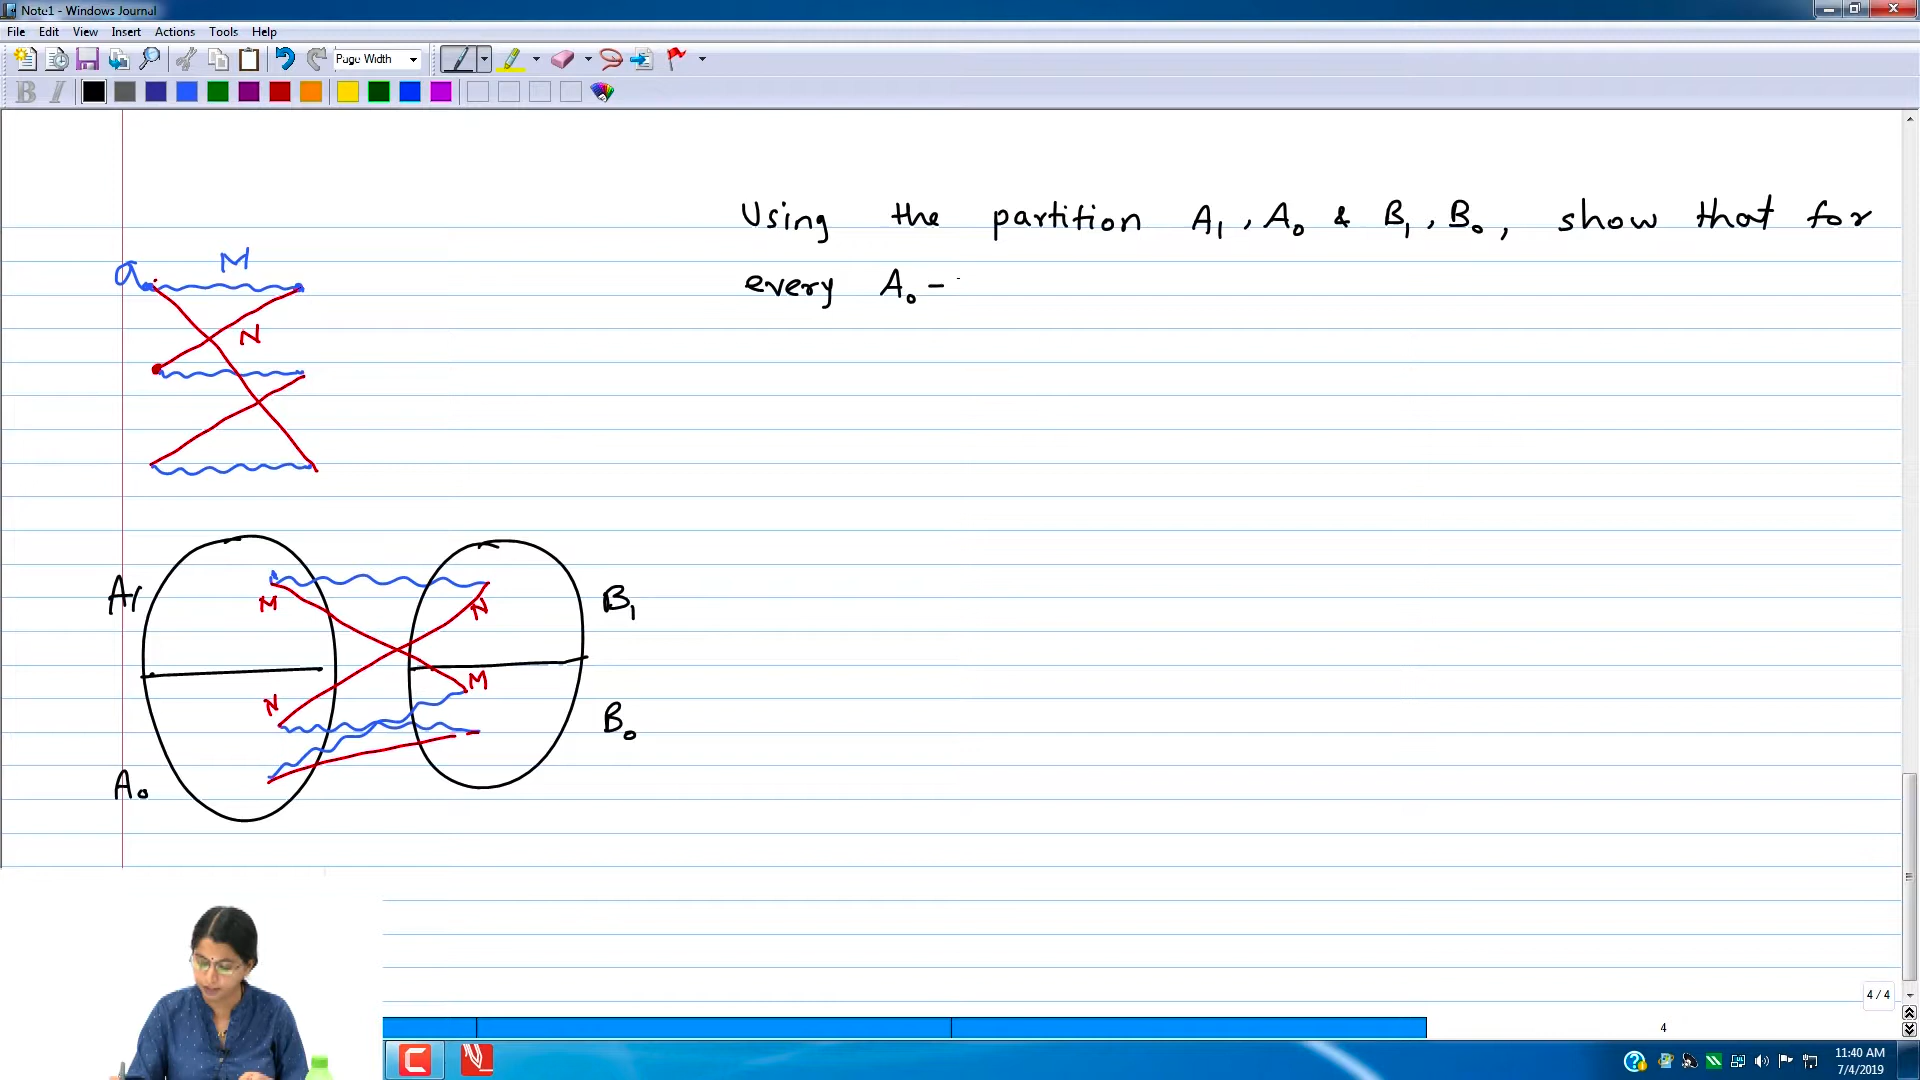 Note1 - Windows Journal
File Edit View Insert Actions Tools Help
Page Width
B I
Using the partition A₁, A₀ & B₁, B₀, show that for
every A₀ -
a M
N
A₁ B₁
M N
M
N
B₀
A₀
4 / 4
4
11:40 AM
7/4/2019